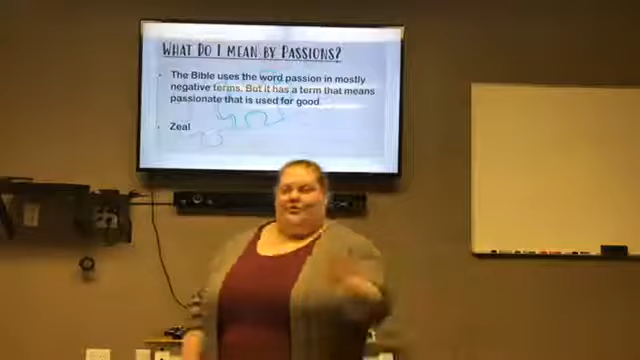 WHAT DO I MEAN BY PASSIONS?
• The Bible uses the word passion in mostly
negative terms. But it has a term that means
passionate that is used for good
• Zeal